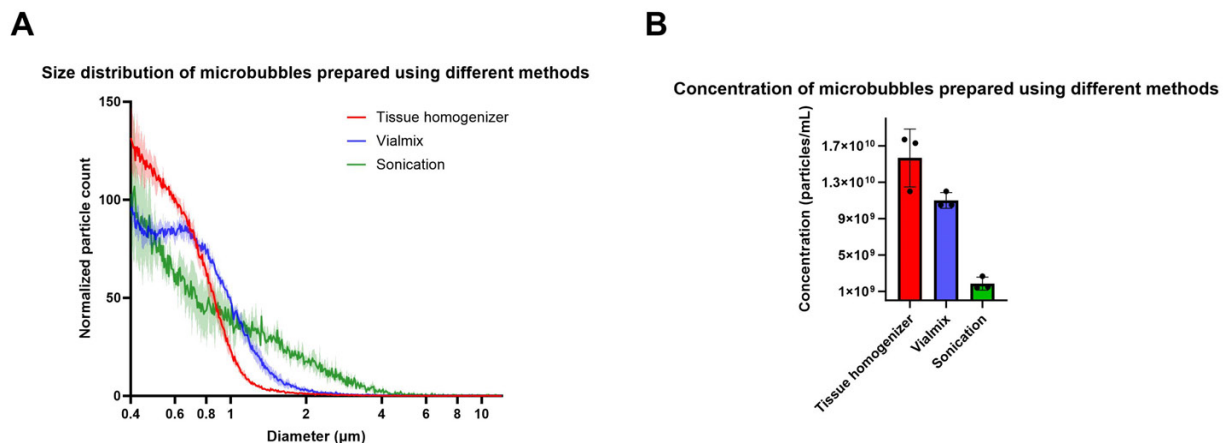 A
Size distribution of microbubbles prepared using different methods
150
100
50
0
Normalized particle count
Tissue homogenizer
Vialmix
Sonication
0.4 0.6 0.8 1 2 4 6 8 10
Diameter (µm)
B
Concentration of microbubbles prepared using different methods
Concentration (particles/mL)
1.7×10¹⁰
1.3×10¹⁰
9×10⁹
5×10⁹
1×10⁹
Tissue homogenizer
Vialmix
Sonication